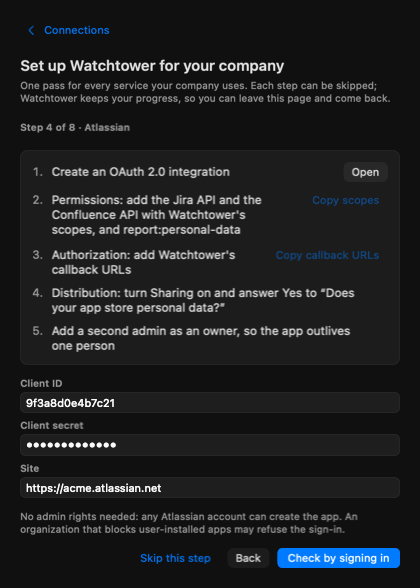 Connections
Set up Watchtower for your company
One pass for every service your company uses. Each step can be skipped;
Watchtower keeps your progress, so you can leave this page and come back.
Step 4 of 8 · Atlassian
1. Create an OAuth 2.0 integration Open
2. Permissions: add the Jira API and the Copy scopes
Confluence API with Watchtower's
scopes, and report:personal-data
3. Authorization: add Watchtower's Copy callback URLs
callback URLs
4. Distribution: turn Sharing on and answer Yes to “Does
your app store personal data?”
5. Add a second admin as an owner, so the app outlives
one person
Client ID
9f3a8d0e4b7c21
Client secret
•••••••••••••
Site
https://acme.atlassian.net
No admin rights needed: any Atlassian account can create the app. An
organization that blocks user-installed apps may refuse the sign-in.
Skip this step Back Check by signing in